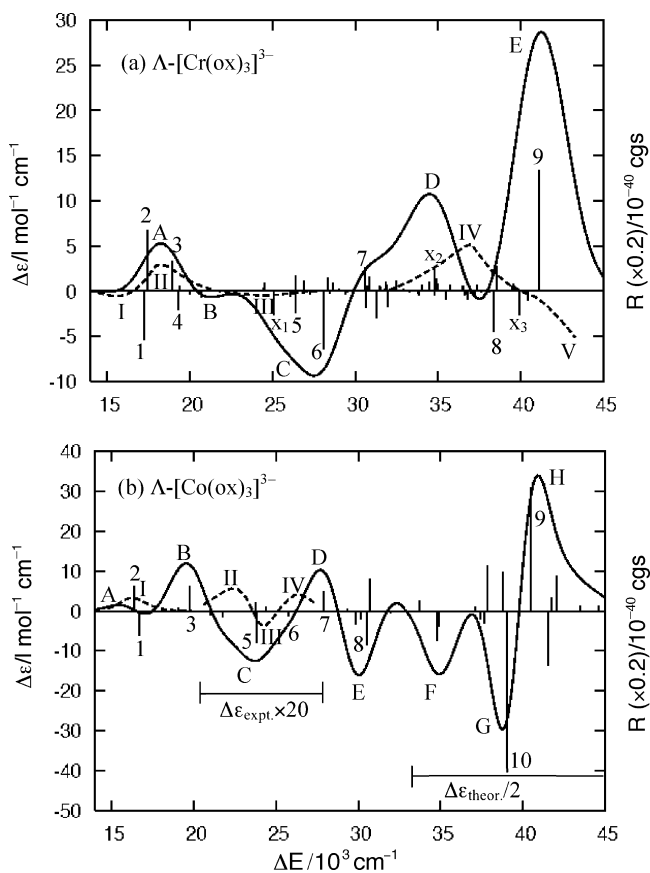 (a) Λ-[Cr(ox)₃]³⁻
Δε/l mol⁻¹ cm⁻¹
R (×0.2)/10⁻⁴⁰ cgs
30
25
20
15
10
5
0
-5
-10
15 20 25 30 35 40 45
E
D
9
2
A
3
II
7
x₂
IV
I
4
B
III
x₁
5
1
C
6
8
x₃
V
(b) Λ-[Co(ox)₃]³⁻
Δε/l mol⁻¹ cm⁻¹
R (×0.2)/10⁻⁴⁰ cgs
40
30
20
10
0
-10
-20
-30
-40
-50
H
9
B
D
A
2
I
II
IV
1
3
5
III
6
7
8
C
E
F
G
10
Δεexpt.×20
Δεtheor./2
15 20 25 30 35 40 45
ΔE /10³ cm⁻¹